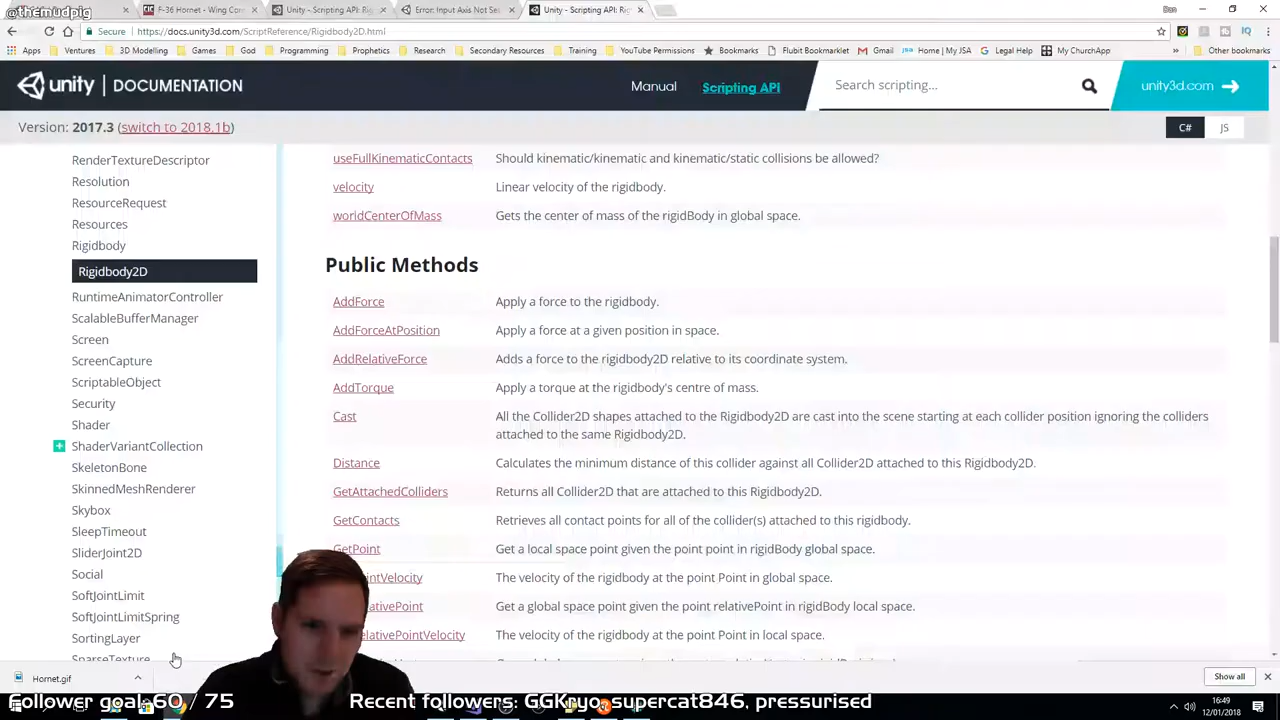 @themudpig
F-36 Hornet - Wing Com
Unity - Scripting API: Ri
Error: Input Axis Not Se
Unity - Scripting API: Ri
Secure
https://docs.unity3d.com/ScriptReference/Rigidbody2D.html
Apps
Ventures
3D Modelling
Games
God
Programming
Prophetics
Research
Secondary Resources
Training
YouTube Permissions
Bookmarks
Flubit Bookmarklet
Gmail
Home | My JSA
Legal Help
My ChurchApp
Other bookmarks
unity | DOCUMENTATION
Manual
Scripting API
Search scripting...
unity3d.com
Version: 2017.3 (switch to 2018.1b)
C#
JS
RenderTextureDescriptor
Resolution
ResourceRequest
Resources
Rigidbody
Rigidbody2D
RuntimeAnimatorController
ScalableBufferManager
Screen
ScreenCapture
ScriptableObject
Security
Shader
ShaderVariantCollection
SkeletonBone
SkinnedMeshRenderer
Skybox
SleepTimeout
SliderJoint2D
Social
SoftJointLimit
SoftJointLimitSpring
SortingLayer
SparseTexture
useFullKinematicContacts Should kinematic/kinematic and kinematic/static collisions be allowed?
velocity Linear velocity of the rigidbody.
worldCenterOfMass Gets the center of mass of the rigidBody in global space.
Public Methods
AddForce Apply a force to the rigidbody.
AddForceAtPosition Apply a force at a given position in space.
AddRelativeForce Adds a force to the rigidbody2D relative to its coordinate system.
AddTorque Apply a torque at the rigidbody's centre of mass.
Cast All the Collider2D shapes attached to the Rigidbody2D are cast into the scene starting at each collider position ignoring the colliders
attached to the same Rigidbody2D.
Distance Calculates the minimum distance of this collider against all Collider2D attached to this Rigidbody2D.
GetAttachedColliders Returns all Collider2D that are attached to this Rigidbody2D.
GetContacts Retrieves all contact points for all of the collider(s) attached to this rigidbody.
GetPoint Get a local space point given the point point in rigidBody global space.
intVelocity The velocity of the rigidbody at the point Point in global space.
ativePoint Get a global space point given the point relativePoint in rigidBody local space.
elativePointVelocity The velocity of the rigidbody at the point Point in local space.
Hornet.gif
Show all
Follower goal: 60 / 75
Recent followers: GGKryo, supercat846, pressurised
16:49
12/01/2018